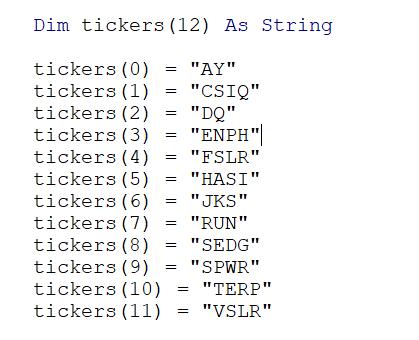 Dim tickers(12) As String
tickers(0) = "AY"
tickers(1) = "CSIQ"
tickers(2) = "DQ"
tickers(3) = "ENPH"
tickers(4) = "FSLR"
tickers(5) = "HASI"
tickers(6) = "JKS"
tickers(7) = "RUN"
tickers(8) = "SEDG"
tickers(9) = "SPWR"
tickers(10) = "TERP"
tickers(11) = "VSLR"